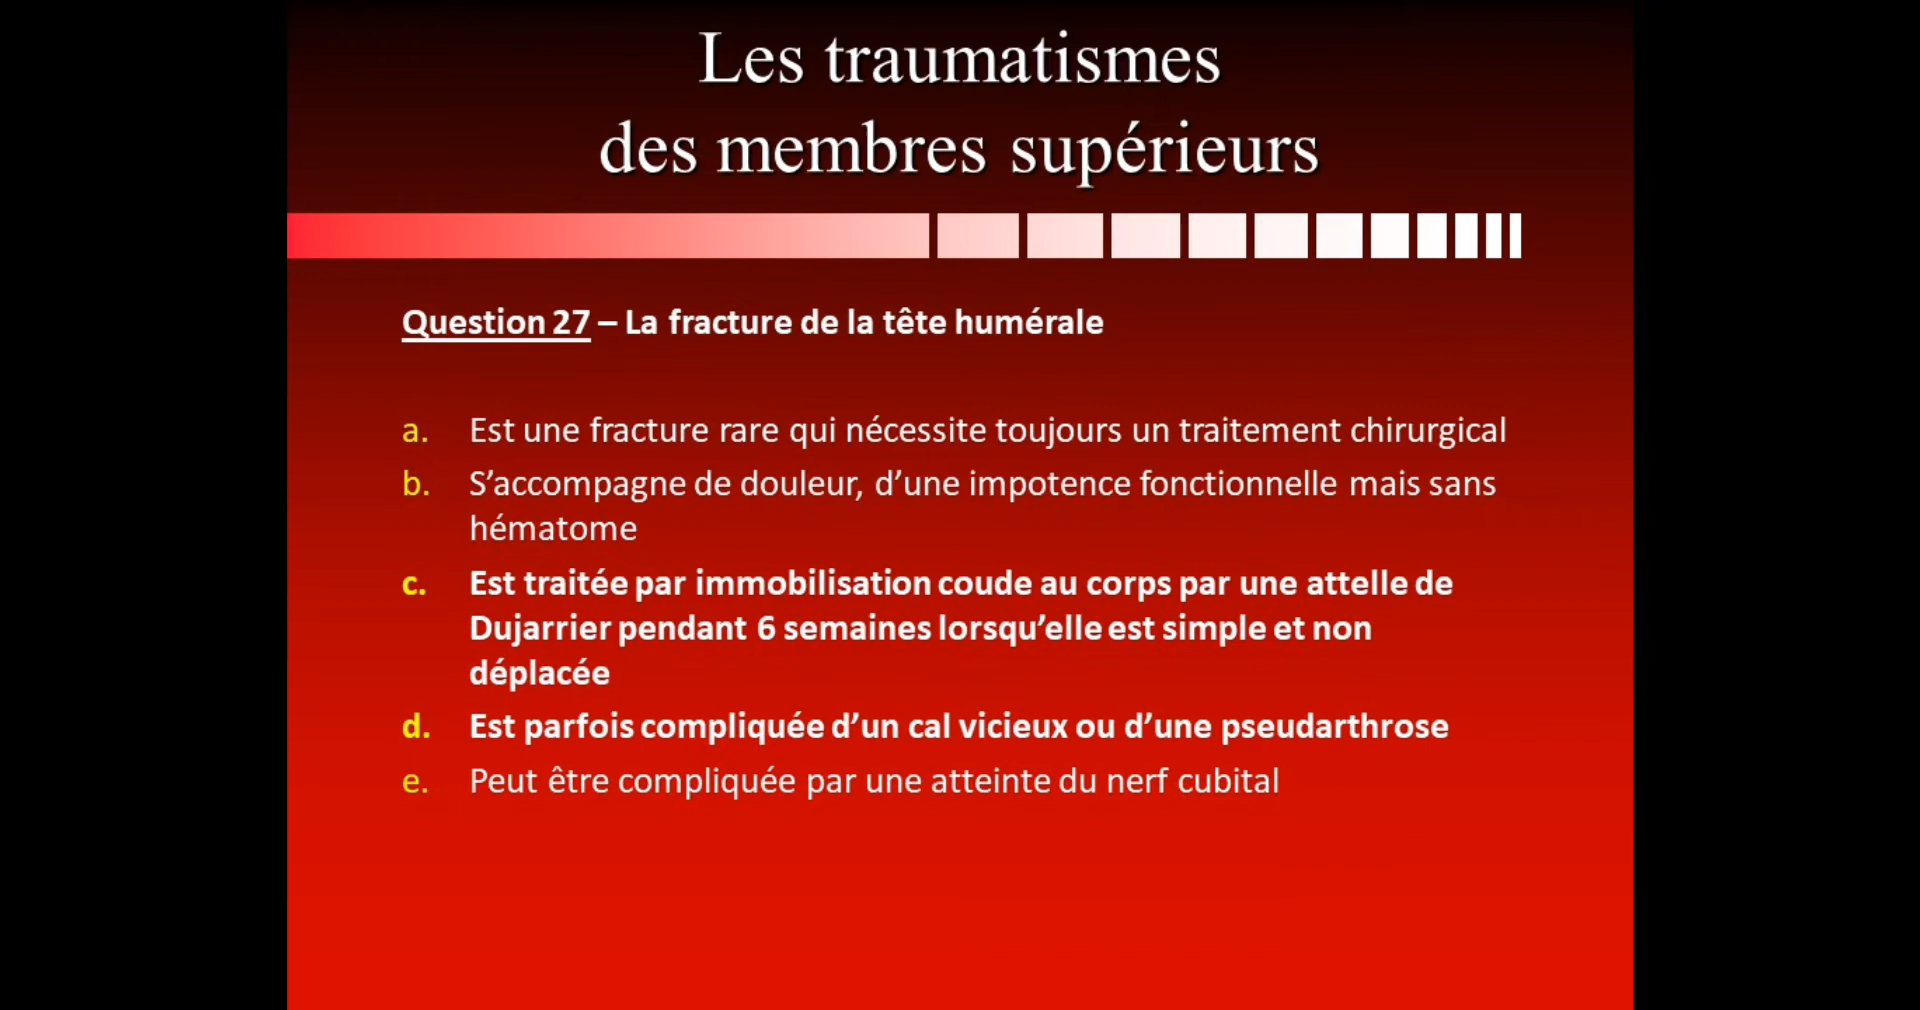 Les traumatismes
des membres supérieurs
Question 27 – La fracture de la tête humérale
a. Est une fracture rare qui nécessite toujours un traitement chirurgical
b. S’accompagne de douleur, d’une impotence fonctionnelle mais sans
hématome
c. Est traitée par immobilisation coude au corps par une attelle de
Dujarrier pendant 6 semaines lorsqu’elle est simple et non
déplacée
d. Est parfois compliquée d’un cal vicieux ou d’une pseudarthrose
e. Peut être compliquée par une atteinte du nerf cubital